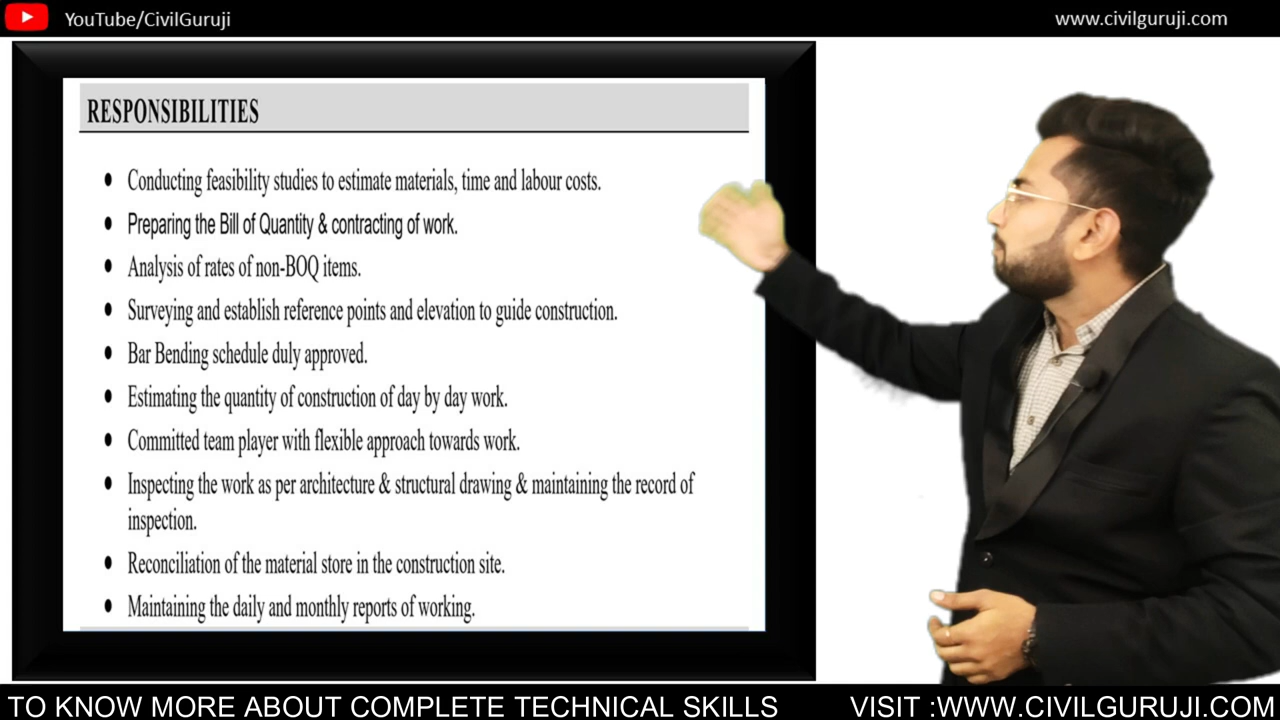 YouTube/CivilGuruji
www.civilguruji.com
RESPONSIBILITIES
• Conducting feasibility studies to estimate materials, time and labour costs.
• Preparing the Bill of Quantity & contracting of work.
• Analysis of rates of non-BOQ items.
• Surveying and establish reference points and elevation to guide construction.
• Bar Bending schedule duly approved.
• Estimating the quantity of construction of day by day work.
• Committed team player with flexible approach towards work.
• Inspecting the work as per architecture & structural drawing & maintaining the record of
inspection.
• Reconciliation of the material store in the construction site.
• Maintaining the daily and monthly reports of working.
TO KNOW MORE ABOUT COMPLETE TECHNICAL SKILLS
VISIT :WWW.CIVILGURUJI.COM